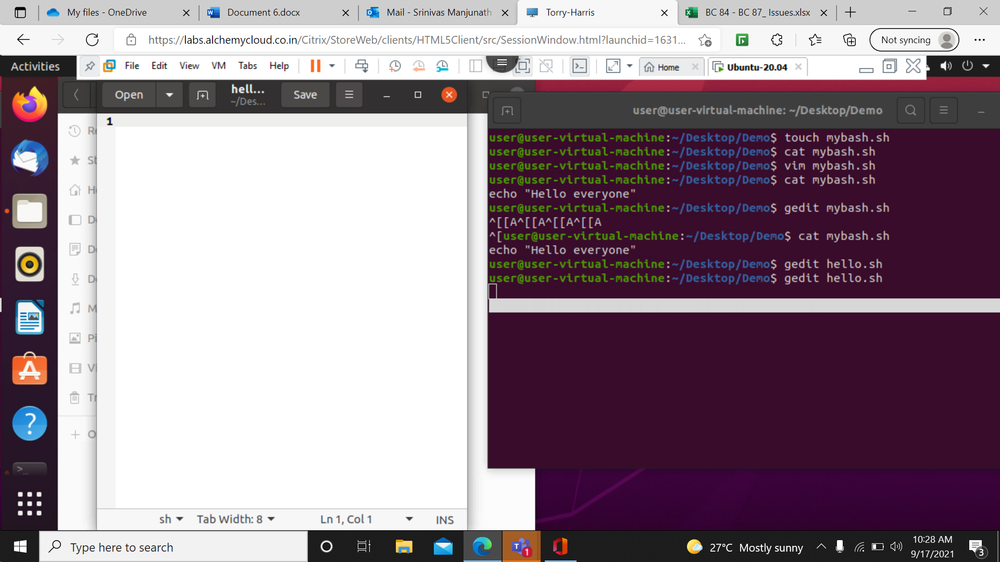 My files - OneDrive
Document 6.docx
Mail - Srinivas Manjunath
Torry-Harris
BC 84 - BC 87_ Issues.xlsx
https://labs.alchemycloud.co.in/Citrix/StoreWeb/clients/HTML5Client/src/SessionWindow.html?launchid=1631...
Not syncing
Activities
File Edit View VM Tabs Help
Home
Ubuntu-20.04
Open
hell...
~/Des...
Save
1
user@user-virtual-machine: ~/Desktop/Demo
user@user-virtual-machine:~/Desktop/Demo$ touch mybash.sh
user@user-virtual-machine:~/Desktop/Demo$ cat mybash.sh
user@user-virtual-machine:~/Desktop/Demo$ vim mybash.sh
user@user-virtual-machine:~/Desktop/Demo$ cat mybash.sh
echo "Hello everyone"
user@user-virtual-machine:~/Desktop/Demo$ gedit mybash.sh
^[[A^[[A^[[A^[[A
^[user@user-virtual-machine:~/Desktop/Demo$ cat mybash.sh
echo "Hello everyone"
user@user-virtual-machine:~/Desktop/Demo$ gedit hello.sh
user@user-virtual-machine:~/Desktop/Demo$ gedit hello.sh
sh Tab Width: 8 Ln 1, Col 1 INS
Type here to search
1
27°C Mostly sunny
10:28 AM
9/17/2021
3